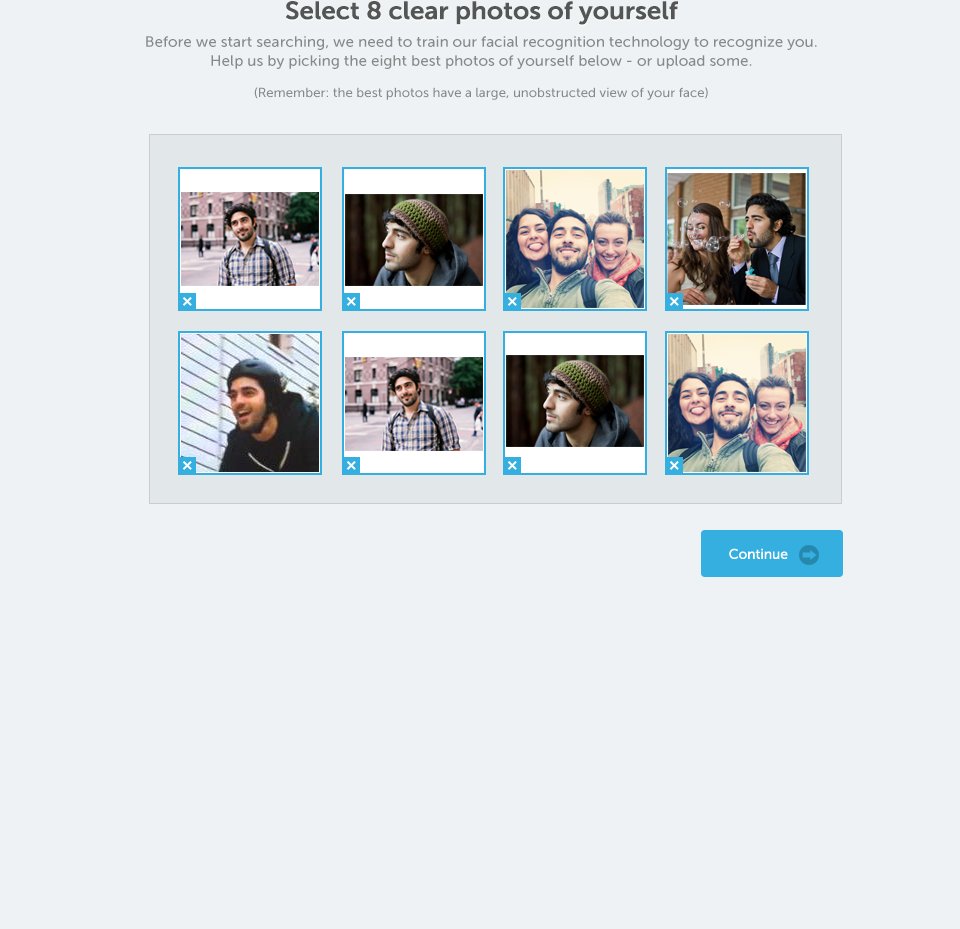 Select 8 clear photos of yourself
Before we start searching, we need to train our facial recognition technology to recognize you.
Help us by picking the eight best photos of yourself below - or upload some.
(Remember: the best photos have a large, unobstructed view of your face)
Continue